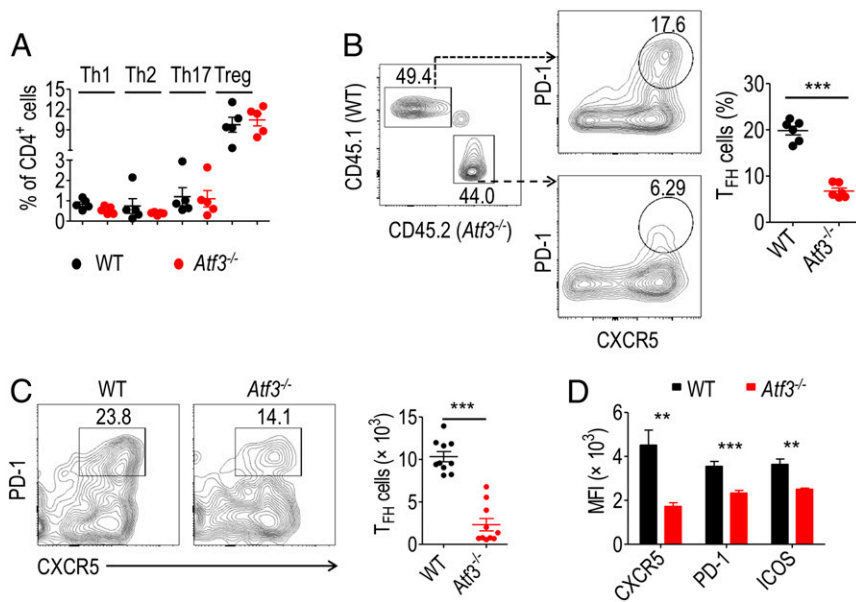 A
Th1 Th2 Th17 Treg
% of CD4⁺ cells
15
12
9
6
3
2
1
0
WT Atf3⁻/⁻
B
49.4
CD45.1 (WT)
44.0
CD45.2 (Atf3⁻/⁻)
17.6
PD-1
6.29
PD-1
CXCR5
***
T_FH cells (%)
30
20
10
0
WT
Atf3⁻/⁻
C
WT Atf3⁻/⁻
23.8 14.1
PD-1
CXCR5
***
T_FH cells (× 10³)
15
10
5
0
WT
Atf3⁻/⁻
D
WT Atf3⁻/⁻
MFI (× 10³)
6
4
2
0
** *** **
CXCR5
PD-1
ICOS